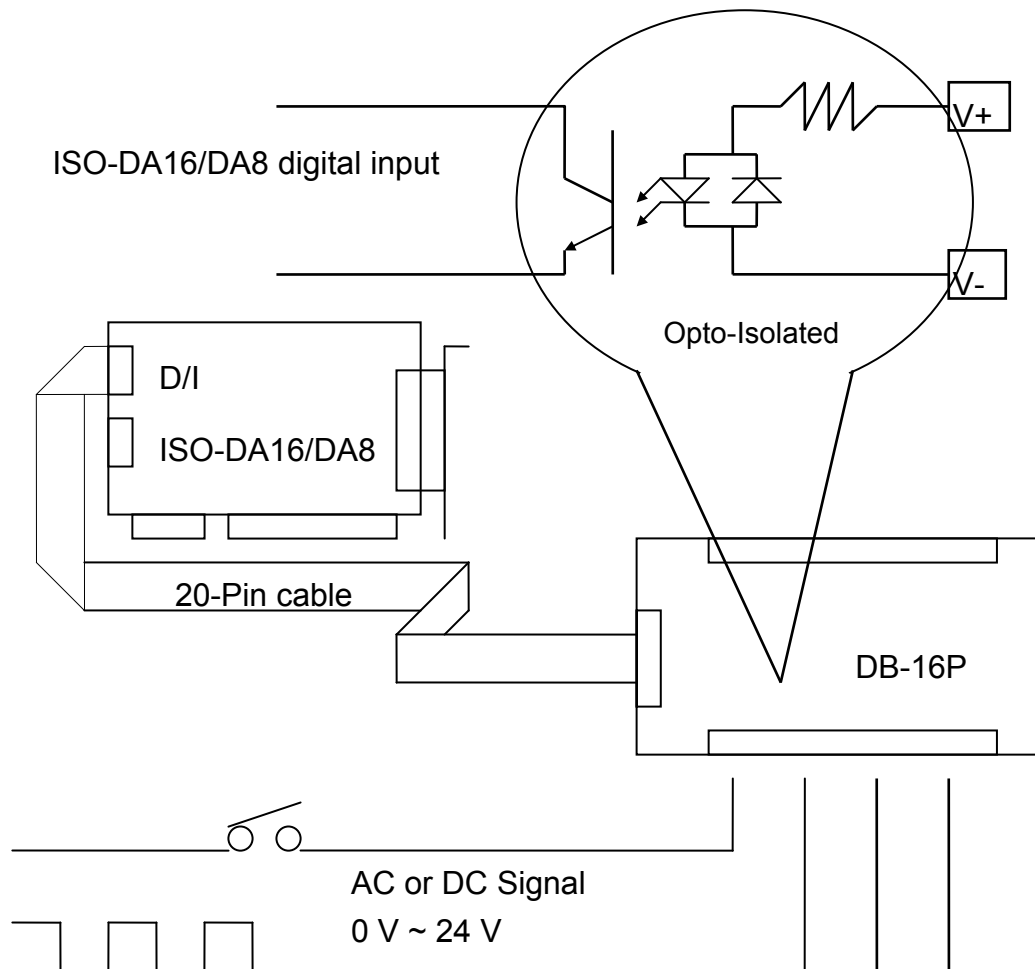 V+
ISO-DA16/DA8 digital input
V-
Opto-Isolated
D/I
ISO-DA16/DA8
20-Pin cable
DB-16P
AC or DC Signal
0 V ~ 24 V